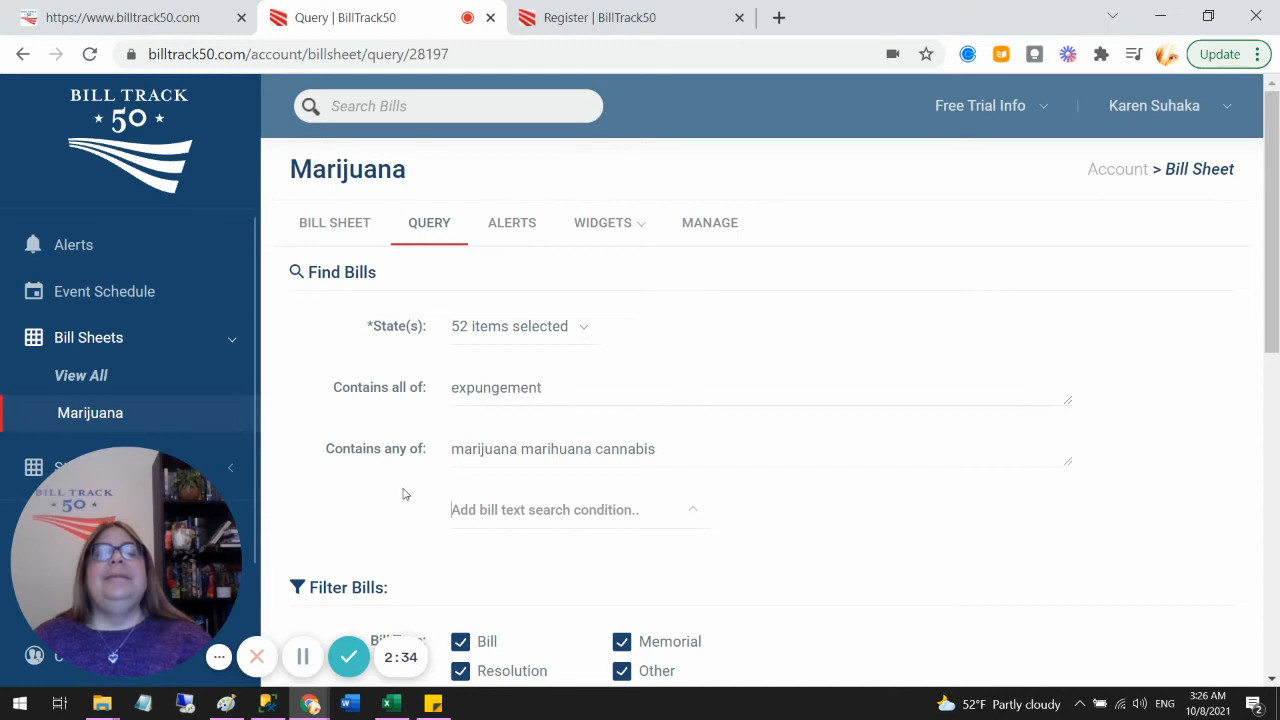 https://www.billtrack50.com
Query | BillTrack50
Register | BillTrack50
billtrack50.com/account/billsheet/query/28197
Update
BILL TRACK
50
Search Bills
Free Trial Info
Karen Suhaka
Marijuana
Account > Bill Sheet
BILL SHEET
QUERY
ALERTS
WIDGETS
MANAGE
Alerts
Event Schedule
Bill Sheets
View All
Marijuana
Find Bills
*State(s):
52 items selected
Contains all of:
expungement
Contains any of:
marijuana marihuana cannabis
Add bill text search condition..
BILL TRACK
50
Filter Bills:
Bill
Memorial
Resolution
Other
2:34
52°F Partly cloudy
ENG
3:26 AM
10/8/2021
2